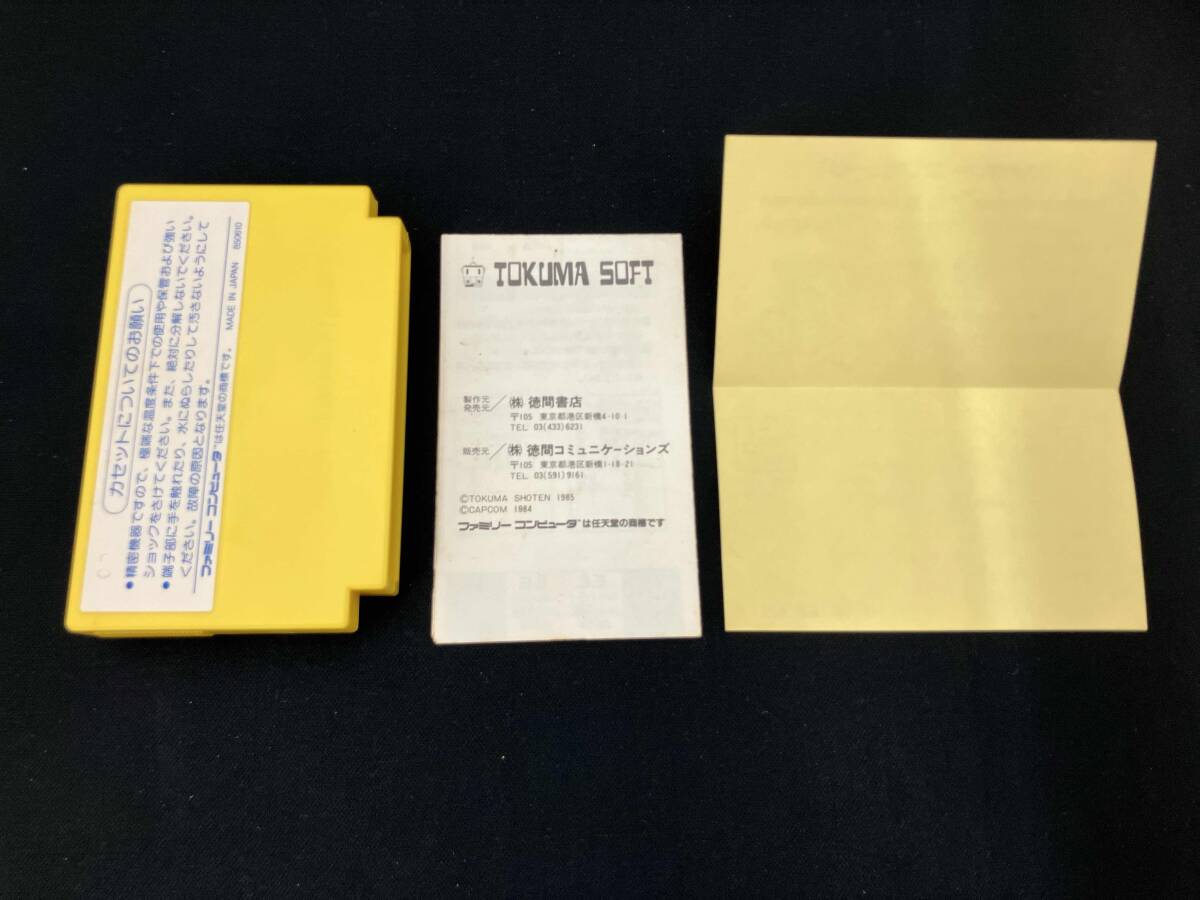 カセットについてのお願い
●精密機器ですので、極端な温度条件下での使用や保管および強い
ショックをさけてください。また、絶対に分解しないでください。
●端子部に手を触れたり、水にぬらしたりして汚さないようにして
ください。故障の原因となります。
ファミリーコンピュータ™は任天堂の商標です。 MADE IN JAPAN 850610
TOKUMA SOFT
製作元
発売元/㈱徳間書店
〒105 東京都港区新橋4-10-1
TEL 03(433)6231
販売元/㈱徳間コミュニケーションズ
〒105 東京都港区新橋1-18-21
TEL 03(591)9161
©TOKUMA SHOTEN 1985
©CAPCOM 1984
ファミリーコンピュータ™は任天堂の商標です